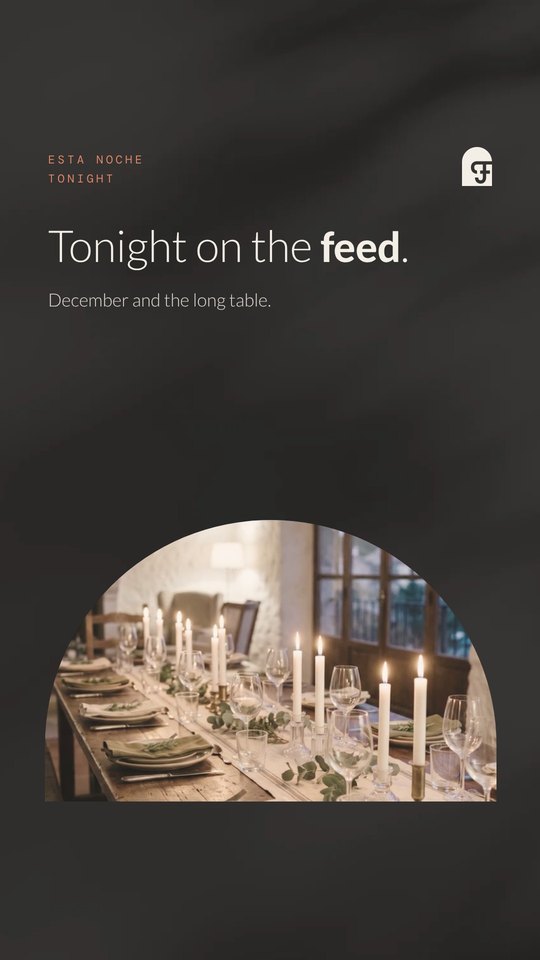 ESTA NOCHE
TONIGHT
Tonight on the feed.
December and the long table.